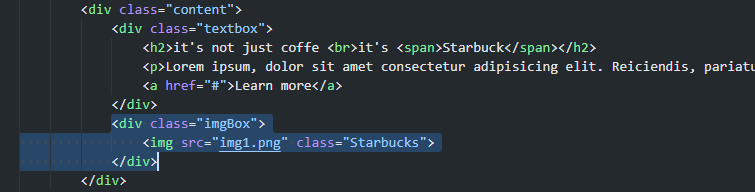 <div class="content">
<div class="textbox">
<h2>it's not just coffe <br>it's <span>Starbuck</span></h2>
<p>Lorem ipsum, dolor sit amet consectetur adipisicing elit. Reiciendis, pariatu
<a href="#">Learn more</a>
</div>
<div class="imgBox">
<img src="img1.png" class="Starbucks">
</div>
</div>